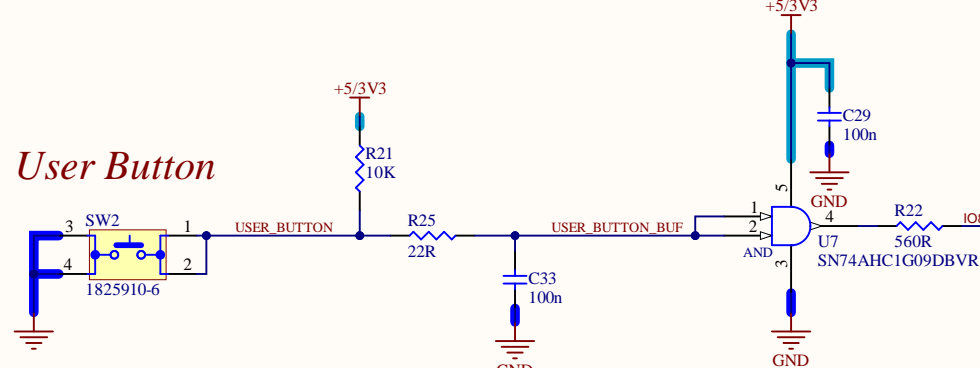 +5/3V3
+5/3V3
C29
100n
GND
User Button
R21
10K
SW2
3
1
4
2
1825910-6
USER_BUTTON
R25
22R
USER_BUTTON_BUF
C33
100n
GND
5
1
2
AND
4
3
U7
SN74AHC1G09DBVR
R22
560R
GND